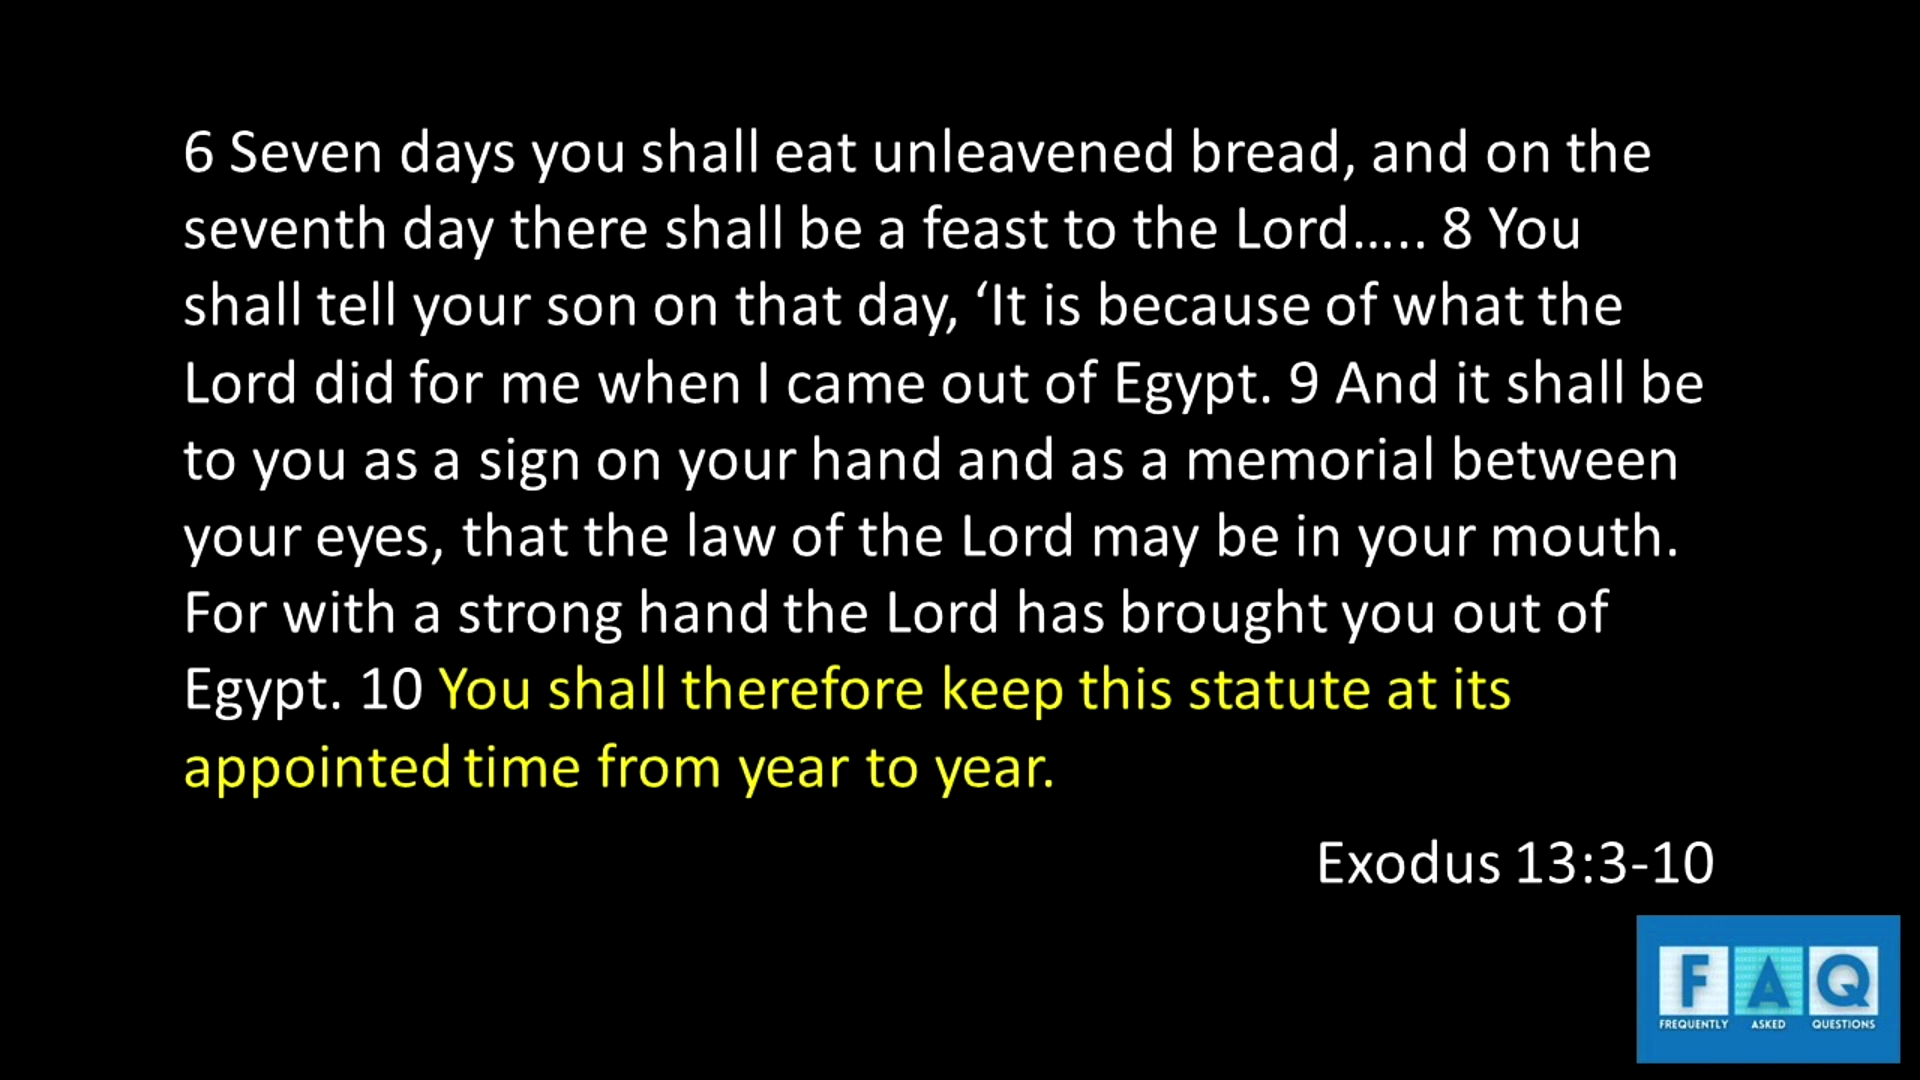 6 Seven days you shall eat unleavened bread, and on the
seventh day there shall be a feast to the Lord….. 8 You
shall tell your son on that day, ‘It is because of what the
Lord did for me when I came out of Egypt. 9 And it shall be
to you as a sign on your hand and as a memorial between
your eyes, that the law of the Lord may be in your mouth.
For with a strong hand the Lord has brought you out of
Egypt. 10 You shall therefore keep this statute at its
appointed time from year to year.
Exodus 13:3-10
F A Q
FREQUENTLY ASKED QUESTIONS